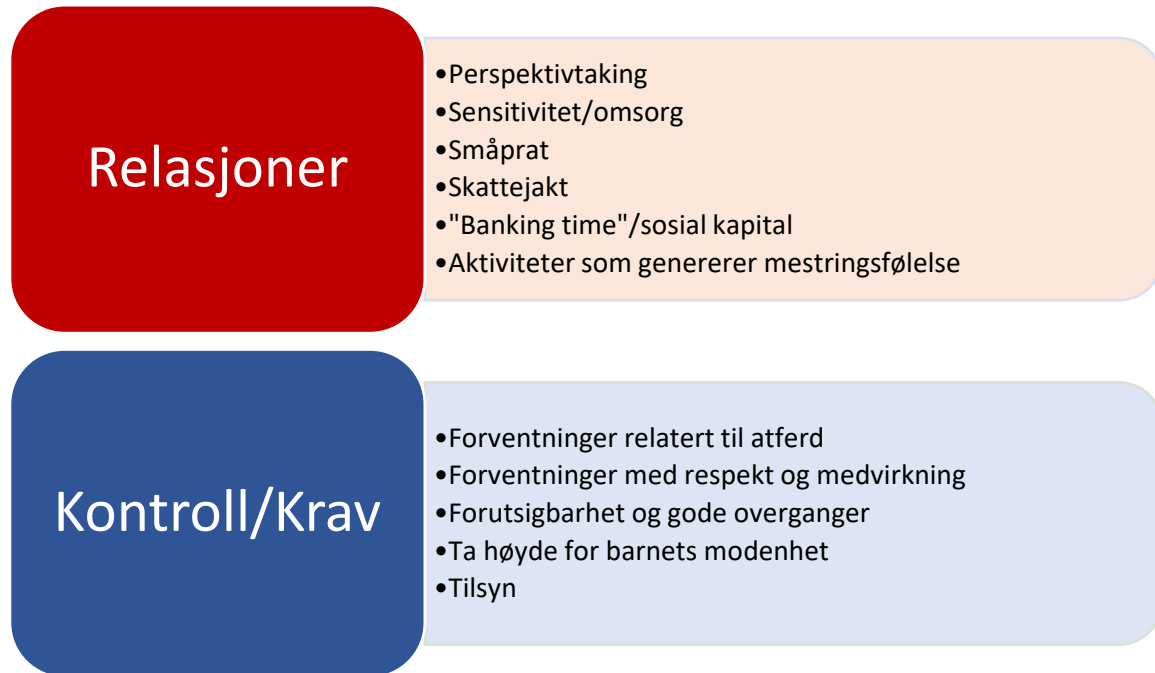 Relasjoner
•Perspektivtaking
•Sensitivitet/omsorg
•Småprat
•Skattejakt
•"Banking time"/sosial kapital
•Aktiviteter som genererer mestringsfølelse
Kontroll/Krav
•Forventninger relatert til atferd
•Forventninger med respekt og medvirkning
•Forutsigbarhet og gode overganger
•Ta høyde for barnets modenhet
•Tilsyn